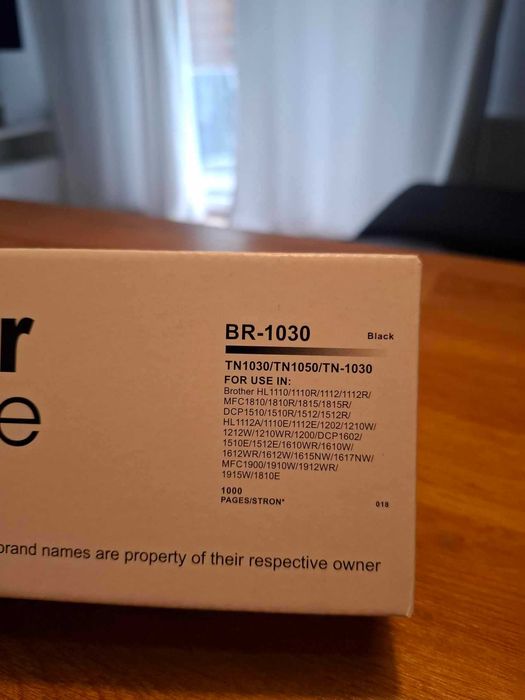 r
e
BR-1030 Black
TN1030/TN1050/TN-1030
FOR USE IN:
Brother HL1110/1110R/1112/1112R/
MFC1810/1810R/1815/1815R/
DCP1510/1510R/1512/1512R/
HL1112A/1110E/1112E/1202/1210W/
1212W/1210WR/1200/DCP1602/
1510E/1512E/1610WR/1610W/
1612WR/1612W/1615NW/1617NW/
MFC1900/1910W/1912WR/
1915W/1810E
1000
PAGES/STRON* 018
brand names are property of their respective owner